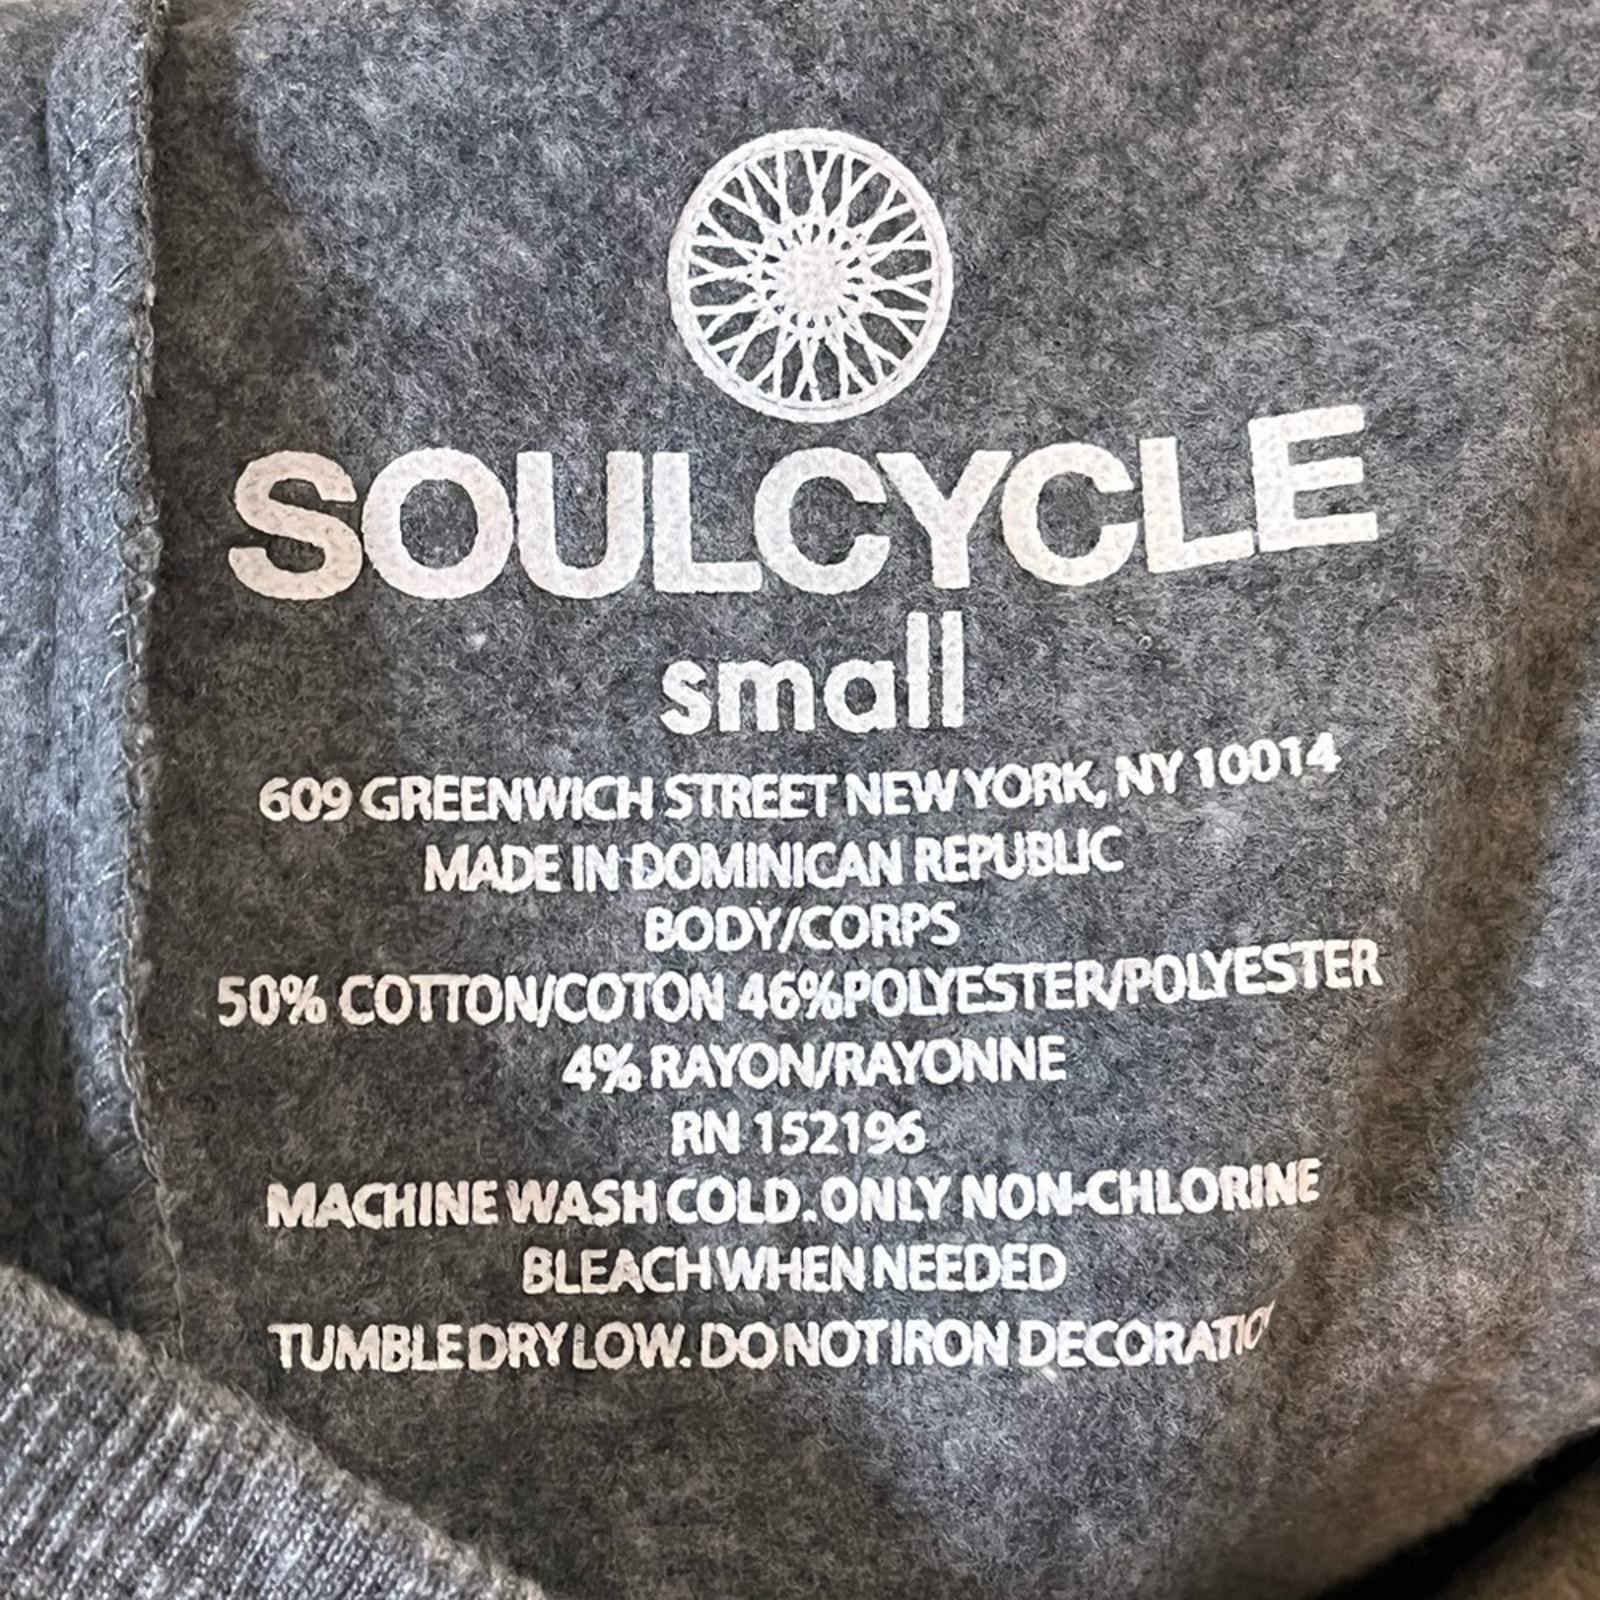 SOULCYCLE
small
609 GREENWICH STREET NEW YORK, NY 10014
MADE IN DOMINICAN REPUBLIC
BODY/CORPS
50% COTTON/COTON 46%POLYESTER/POLYESTER
4% RAYON/RAYONNE
RN 152196
MACHINE WASH COLD. ONLY NON-CHLORINE
BLEACH WHEN NEEDED
TUMBLE DRY LOW. DO NOT IRON DECORATIO